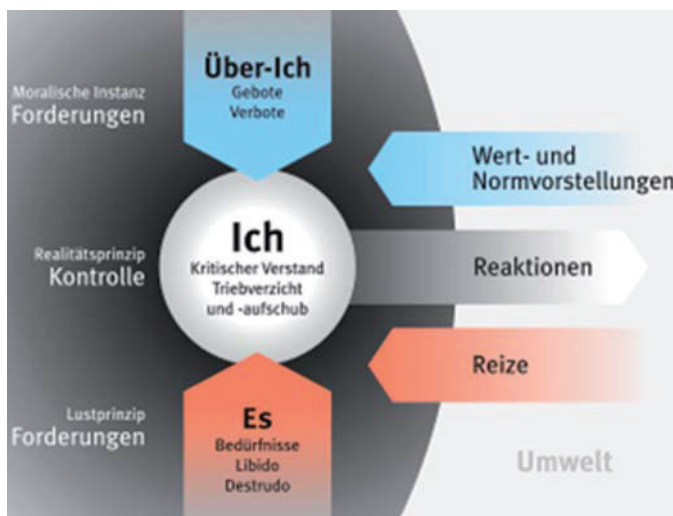 Über-Ich
Gebote
Verbote
Moralische Instanz
Forderungen
Wert- und
Normvorstellungen
Ich
Kritischer Verstand
Triebverzicht
und -aufschub
Realitätsprinzip
Kontrolle
Reaktionen
Reize
Es
Bedürfnisse
Libido
Destrudo
Lustprinzip
Forderungen
Umwelt